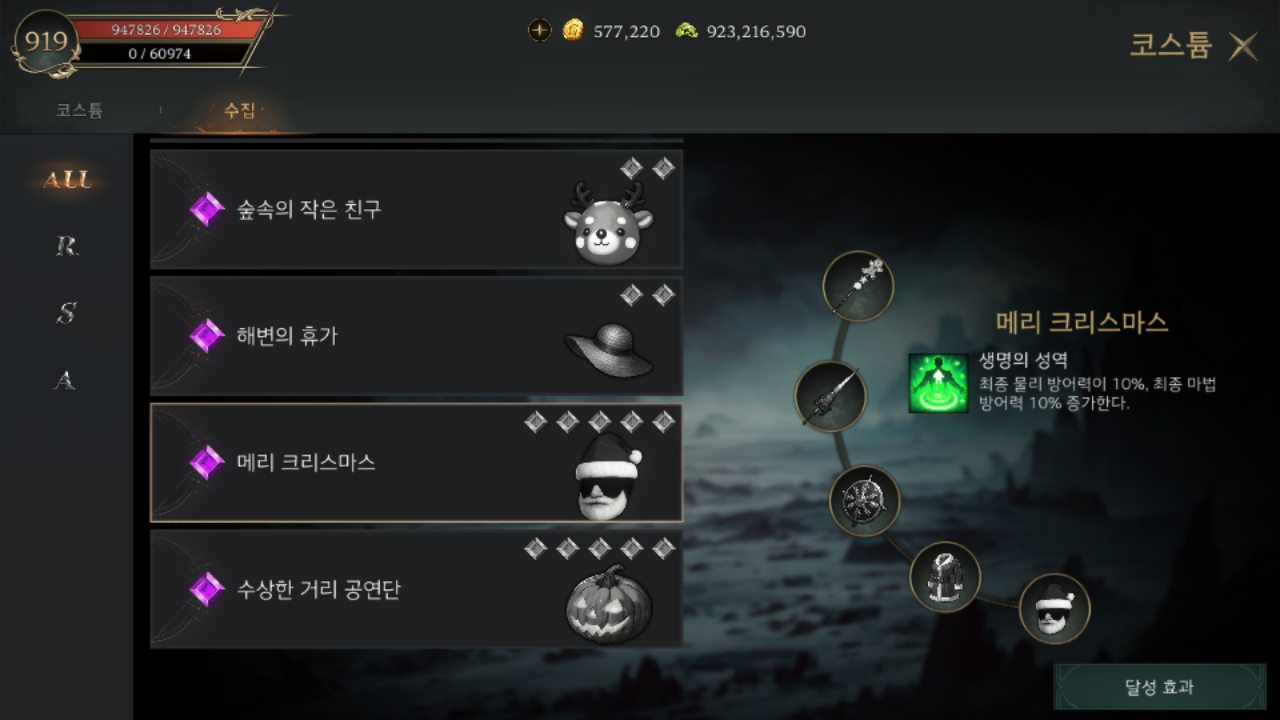 919
947826 / 947826
0 / 60974
577,220
923,216,590
코스튬
코스튬
수집
ALL
R
S
A
숲속의 작은 친구
해변의 휴가
메리 크리스마스
수상한 거리 공연단
메리 크리스마스
생명의 성역
최종 물리 방어력이 10%, 최종 마법
방어력 10% 증가한다.
달성 효과